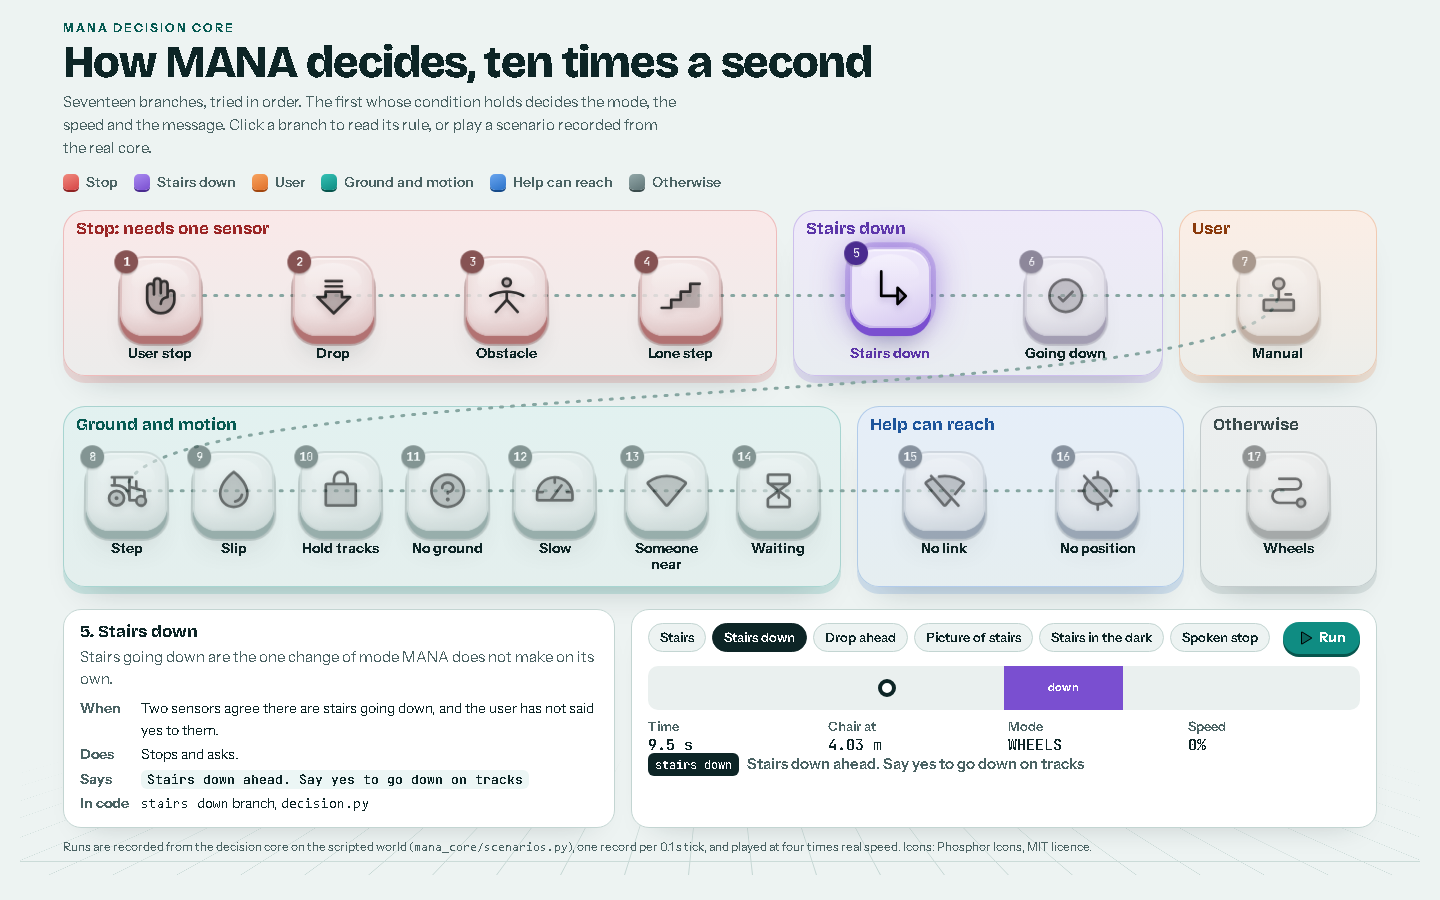 MANA DECISION CORE
How MANA decides, ten times a second
Seventeen branches, tried in order. The first whose condition holds decides the mode, the
speed and the message. Click a branch to read its rule, or play a scenario recorded from
the real core.
Stop Stairs down User Ground and motion Help can reach Otherwise
Stop: needs one sensor
1 2 3 4
User stop Drop Obstacle Lone step
Stairs down
5 6
Stairs down Going down
User
7
Manual
Ground and motion
8 9 10 11 12 13 14
Step Slip Hold tracks No ground Slow Someone Waiting
near
Help can reach
15 16
No link No position
Otherwise
17
Wheels
5. Stairs down
Stairs going down are the one change of mode MANA does not make on its
own.
When Two sensors agree there are stairs going down, and the user has not said
yes to them.
Does Stops and asks.
Says Stairs down ahead. Say yes to go down on tracks
In code stairs down branch, decision.py
Stairs Stairs down Drop ahead Picture of stairs Stairs in the dark Spoken stop Run
down
Time Chair at Mode Speed
9.5 s 4.03 m WHEELS 0%
stairs down Stairs down ahead. Say yes to go down on tracks
Runs are recorded from the decision core on the scripted world (mana_core/scenarios.py), one record per 0.1 s tick, and played at four times real speed. Icons: Phosphor Icons, MIT licence.